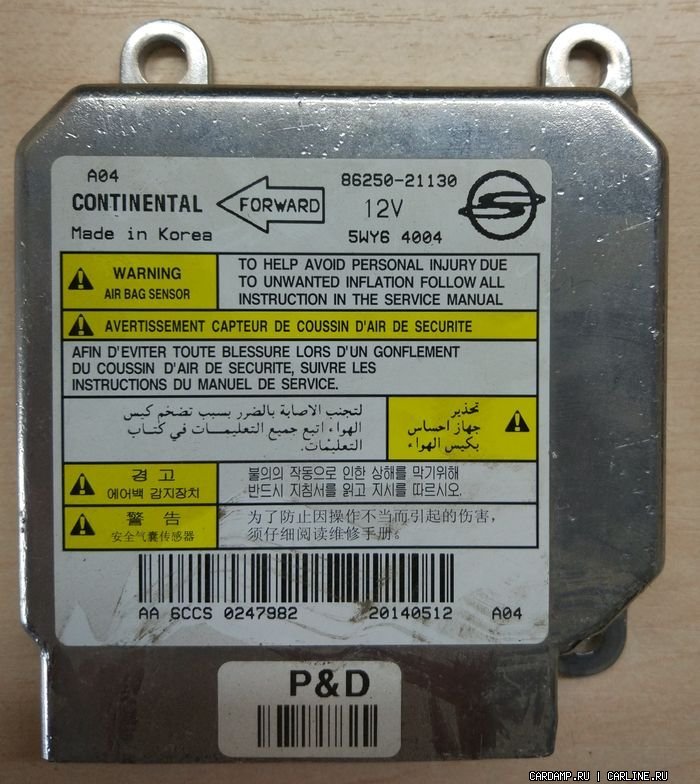 A04
CONTINENTAL
FORWARD
86250-21130
12V
Made in Korea
5WY6 4004
WARNING
AIR BAG SENSOR
TO HELP AVOID PERSONAL INJURY DUE
TO UNWANTED INFLATION FOLLOW ALL
INSTRUCTION IN THE SERVICE MANUAL
AVERTISSEMENT CAPTEUR DE COUSSIN D'AIR DE SECURITE
AFIN D'EVITER TOUTE BLESSURE LORS D'UN GONFLEMENT
DU COUSSIN D'AIR DE SECURITE, SUIVRE LES
INSTRUCTIONS DU MANUEL DE SERVICE.
تحذير
جهاز احساس
بكيس الهواء
لتجنب الاصابة بالضرر بسبب تضخم كيس
الهواء اتبع جميع التعليمات في كتاب
التعليمات.
경 고
에어백 감지장치
불의의 작동으로 인한 상해를 막기위해
반드시 지침서를 읽고 지시를 따르시오.
警 告
安全气囊传感器
为了防止因操作不当而引起的伤害,
须仔细阅读维修手册。
AA 6CCS 0247982 20140512 A04
P&D
CARDAMP.RU | CARLINE.RU